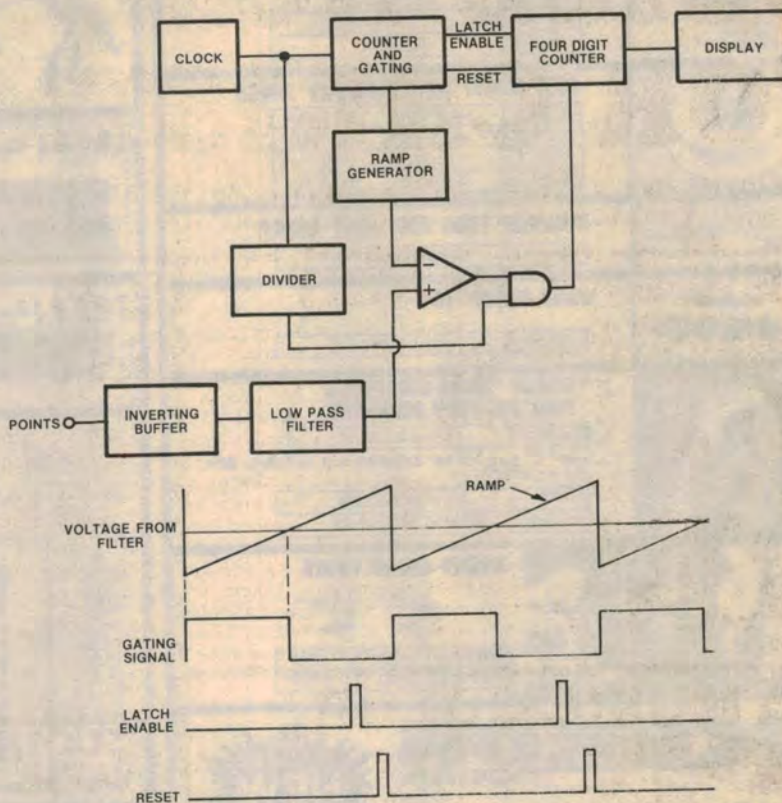 CLOCK
COUNTER
AND
GATING
LATCH
ENABLE
RESET
FOUR DIGIT
COUNTER
DISPLAY
RAMP
GENERATOR
DIVIDER
-
+
POINTS
INVERTING
BUFFER
LOW PASS
FILTER
RAMP
VOLTAGE FROM
FILTER
GATING
SIGNAL
LATCH
ENABLE
RESET